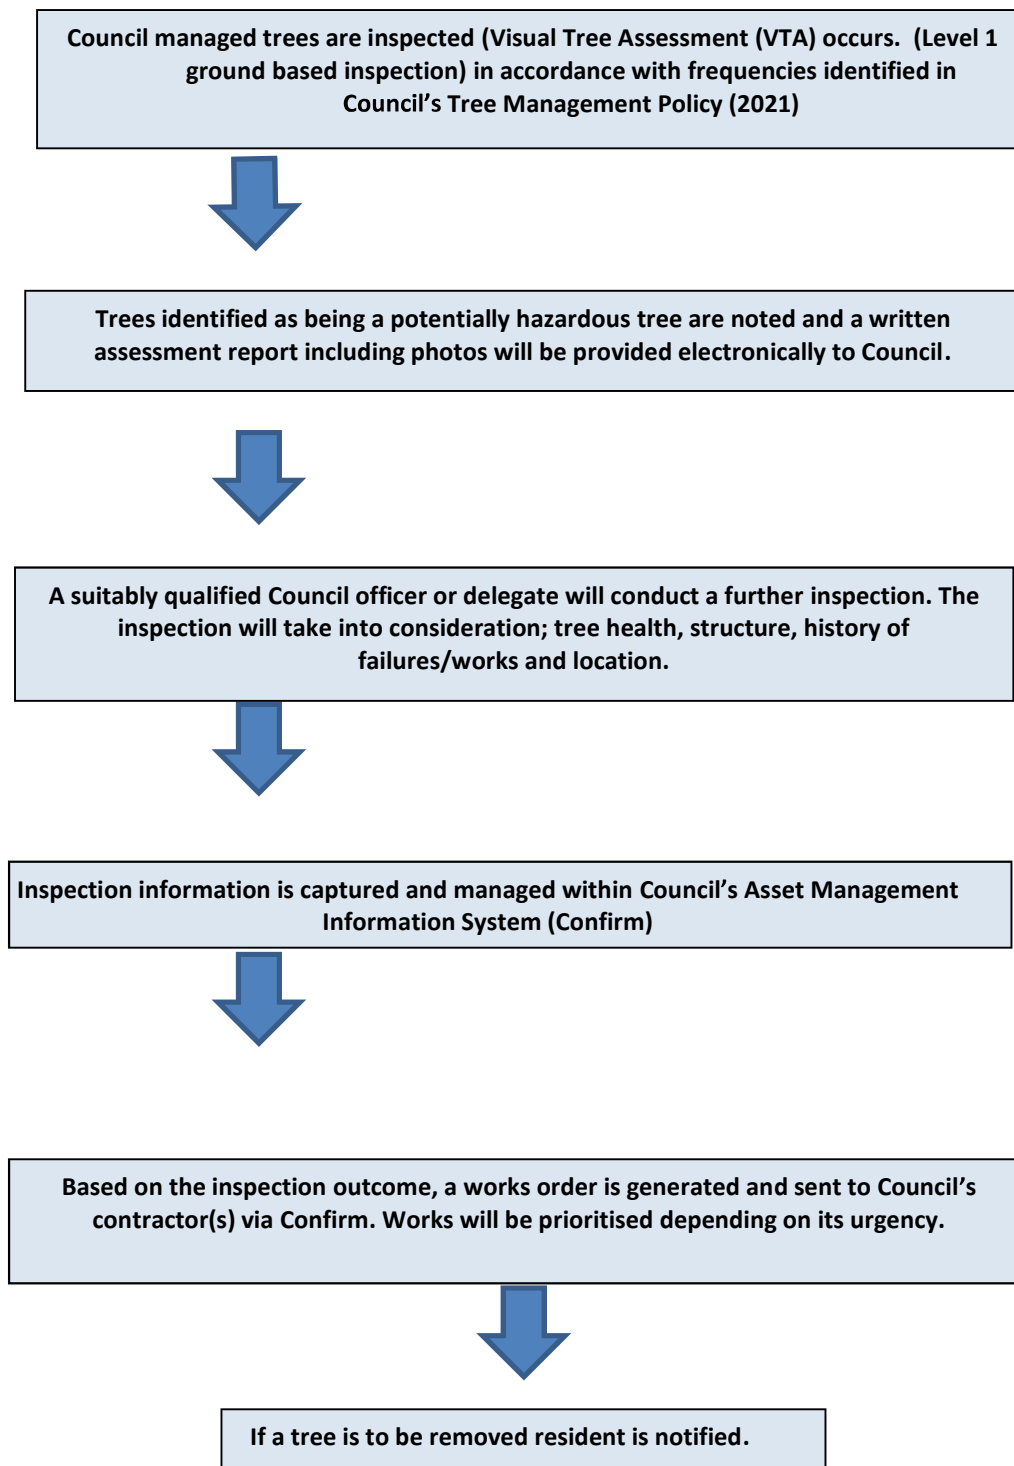 Council managed trees are inspected (Visual Tree Assessment (VTA) occurs. (Level 1
ground based inspection) in accordance with frequencies identified in
Council's Tree Management Policy (2021)
Trees identified as being a potentially hazardous tree are noted and a written
assessment report including photos will be provided electronically to Council.
A suitably qualified Council officer or delegate will conduct a further inspection. The
inspection will take into consideration; tree health, structure, history of
failures/works and location.
Inspection information is captured and managed within Council's Asset Management
Information System (Confirm)
Based on the inspection outcome, a works order is generated and sent to Council's
contractor(s) via Confirm. Works will be prioritised depending on its urgency.
If a tree is to be removed resident is notified.